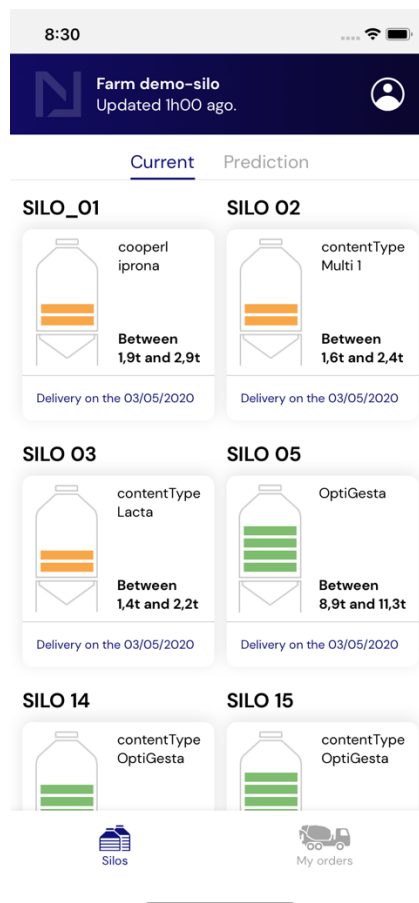 8:30
Farm demo-silo
Updated 1h00 ago.
Current
Prediction
SILO_01
SILO 02
cooperl
iprona
Between
1,9t and 2,9t
contentType
Multi 1
Between
1,6t and 2,4t
Delivery on the 03/05/2020
Delivery on the 03/05/2020
SILO 03
SILO 05
contentType
Lacta
Between
1,4t and 2,2t
OptiGesta
Between
8,9t and 11,3t
Delivery on the 03/05/2020
Delivery on the 03/05/2020
SILO 14
SILO 15
contentType
OptiGesta
contentType
OptiGesta
Silos
My orders